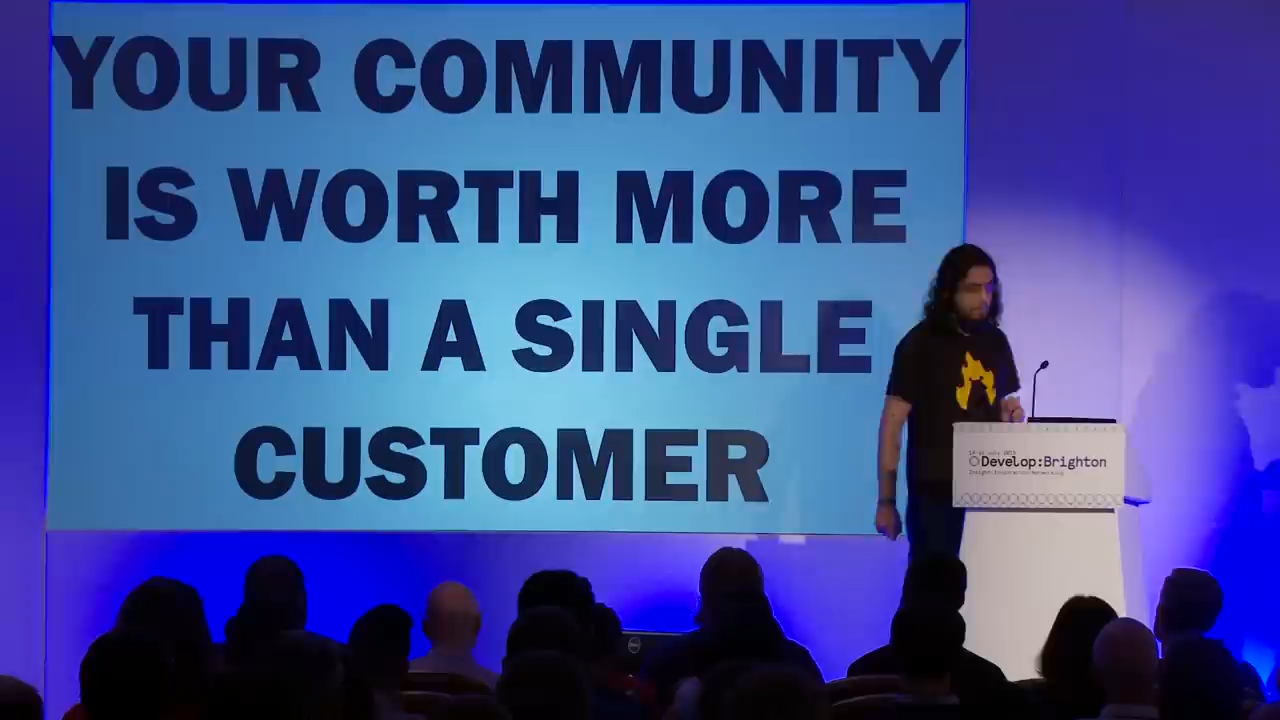 YOUR COMMUNITY
IS WORTH MORE
THAN A SINGLE
CUSTOMER
Develop:Brighton